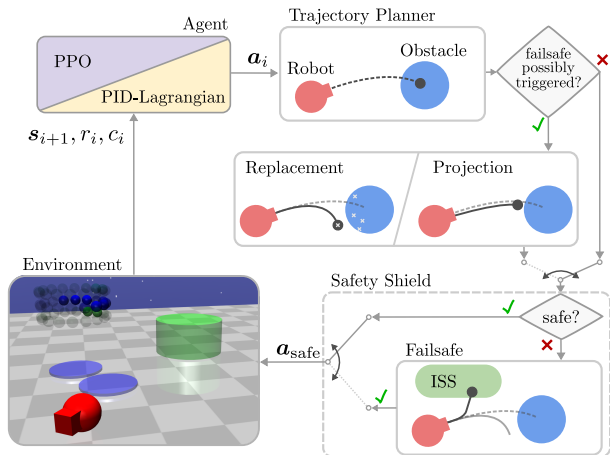 Agent
PPO
PID-Lagrangian
a_i
Trajectory Planner
Robot
Obstacle
failsafe
possibly
triggered?
s_{i+1}, r_i, c_i
Replacement
Projection
Environment
Safety Shield
safe?
a_safe
Failsafe
ISS